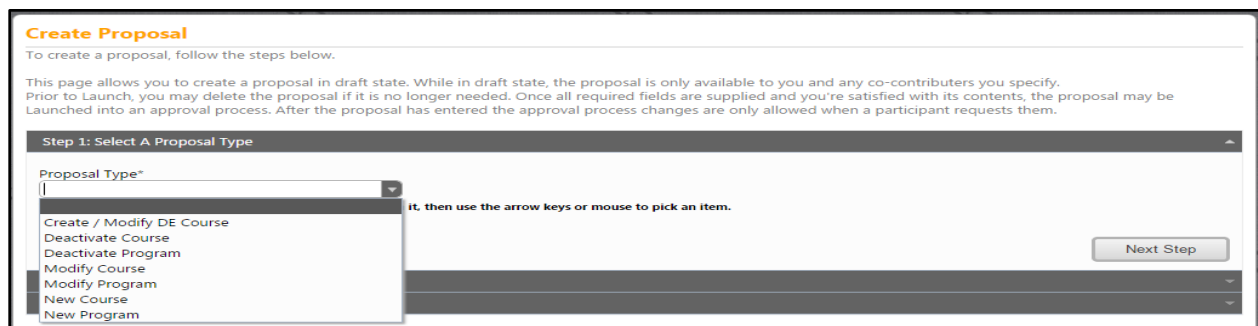 Create Proposal
To create a proposal, follow the steps below.
This page allows you to create a proposal in draft state. While in draft state, the proposal is only available to you and any co-contributers you specify.
Prior to Launch, you may delete the proposal if it is no longer needed. Once all required fields are supplied and you're satisfied with its contents, the proposal may be
Launched into an approval process. After the proposal has entered the approval process changes are only allowed when a participant requests them.
Step 1: Select A Proposal Type
Proposal Type*
it, then use the arrow keys or mouse to pick an item.
Create / Modify DE Course
Deactivate Course
Deactivate Program
Modify Course
Modify Program
New Course
New Program
Next Step